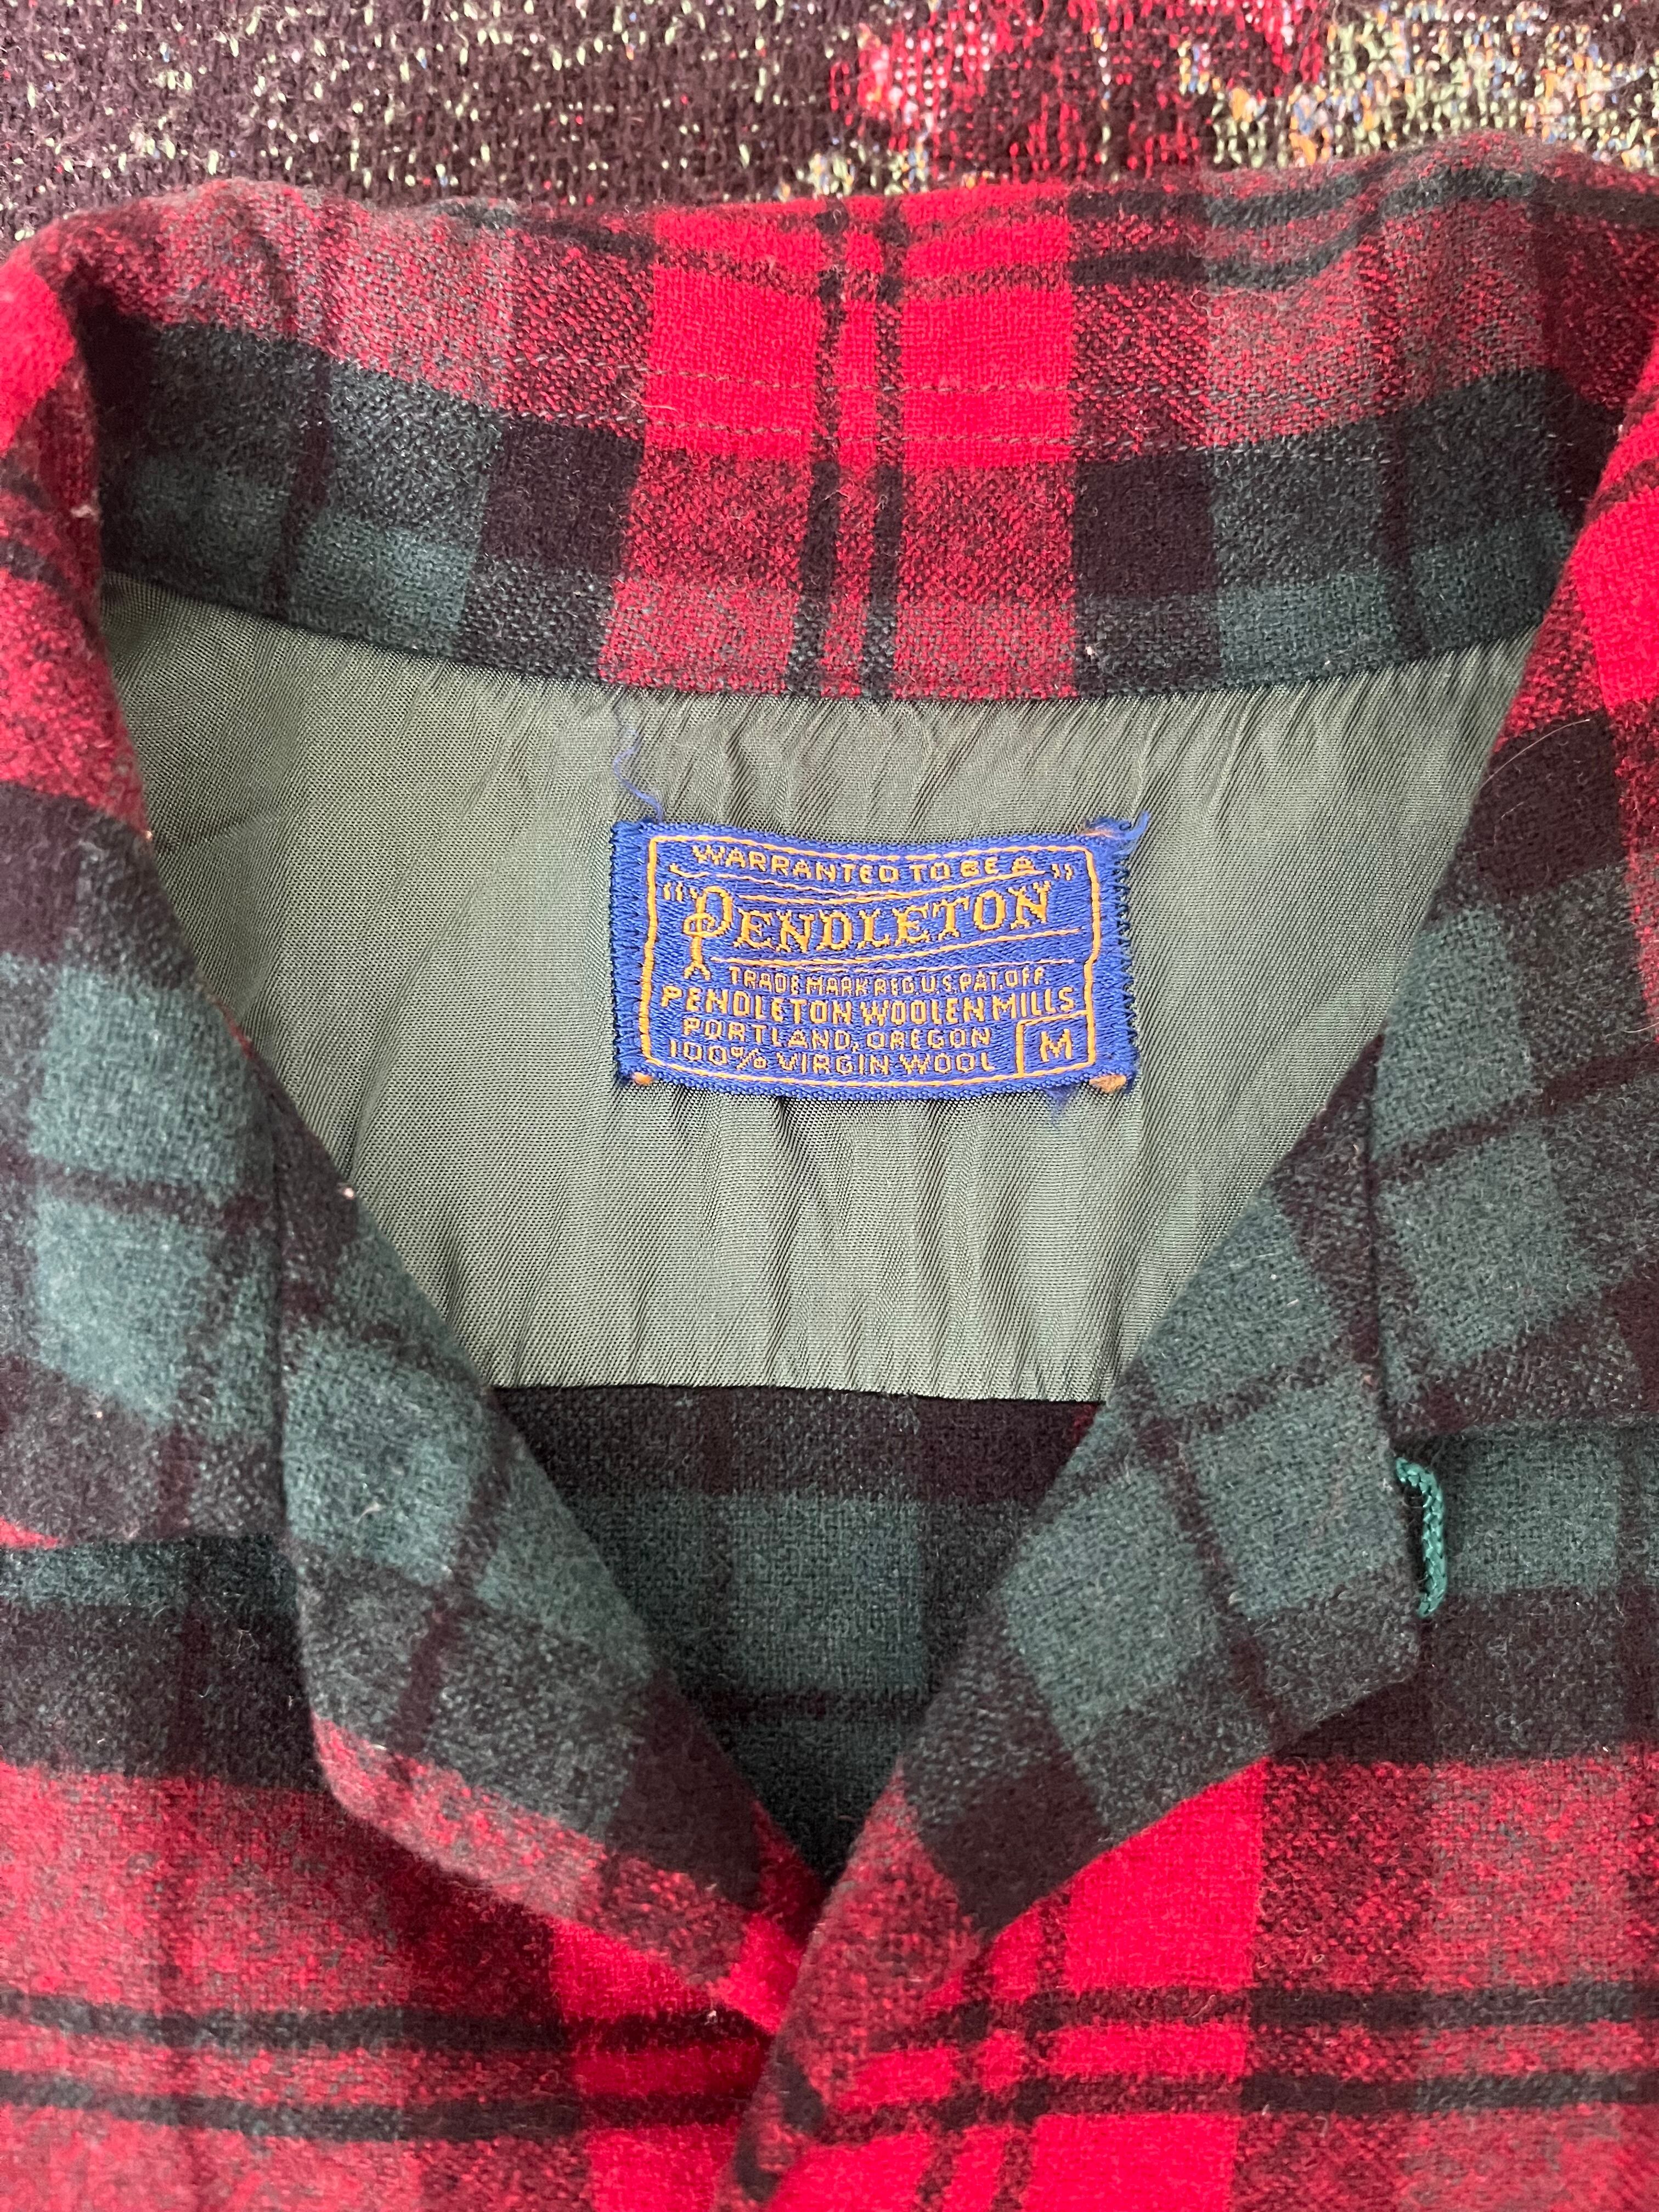 WARRANTED TO BE A
"PENDLETON"
TRADE MARK REG. U.S. PAT. OFF.
PENDLETON WOOLEN MILLS
PORTLAND, OREGON
100% VIRGIN WOOL
M